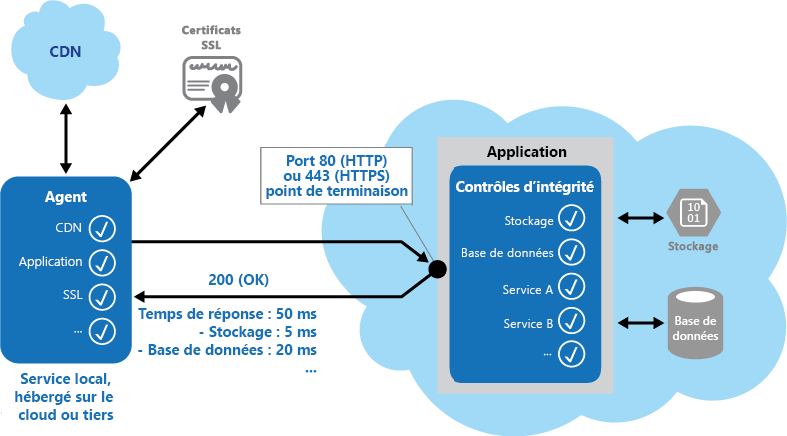 CDN
Certificats
SSL
Agent
CDN
Application
SSL
...
Service local,
hébergé sur le
cloud ou tiers
Port 80 (HTTP)
ou 443 (HTTPS)
point de terminaison
200 (OK)
Temps de réponse : 50 ms
- Stockage : 5 ms
- Base de données : 20 ms
...
Application
Contrôles d’intégrité
Stockage
Base de données
Service A
Service B
...
10
01
Stockage
Base de
données